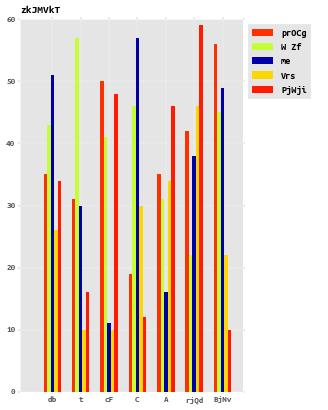 zkJMVkT
prOCg
W Zf
me
Vrs
PjWji
60
50
40
30
20
10
0
db t cF C A rjQd BjNv